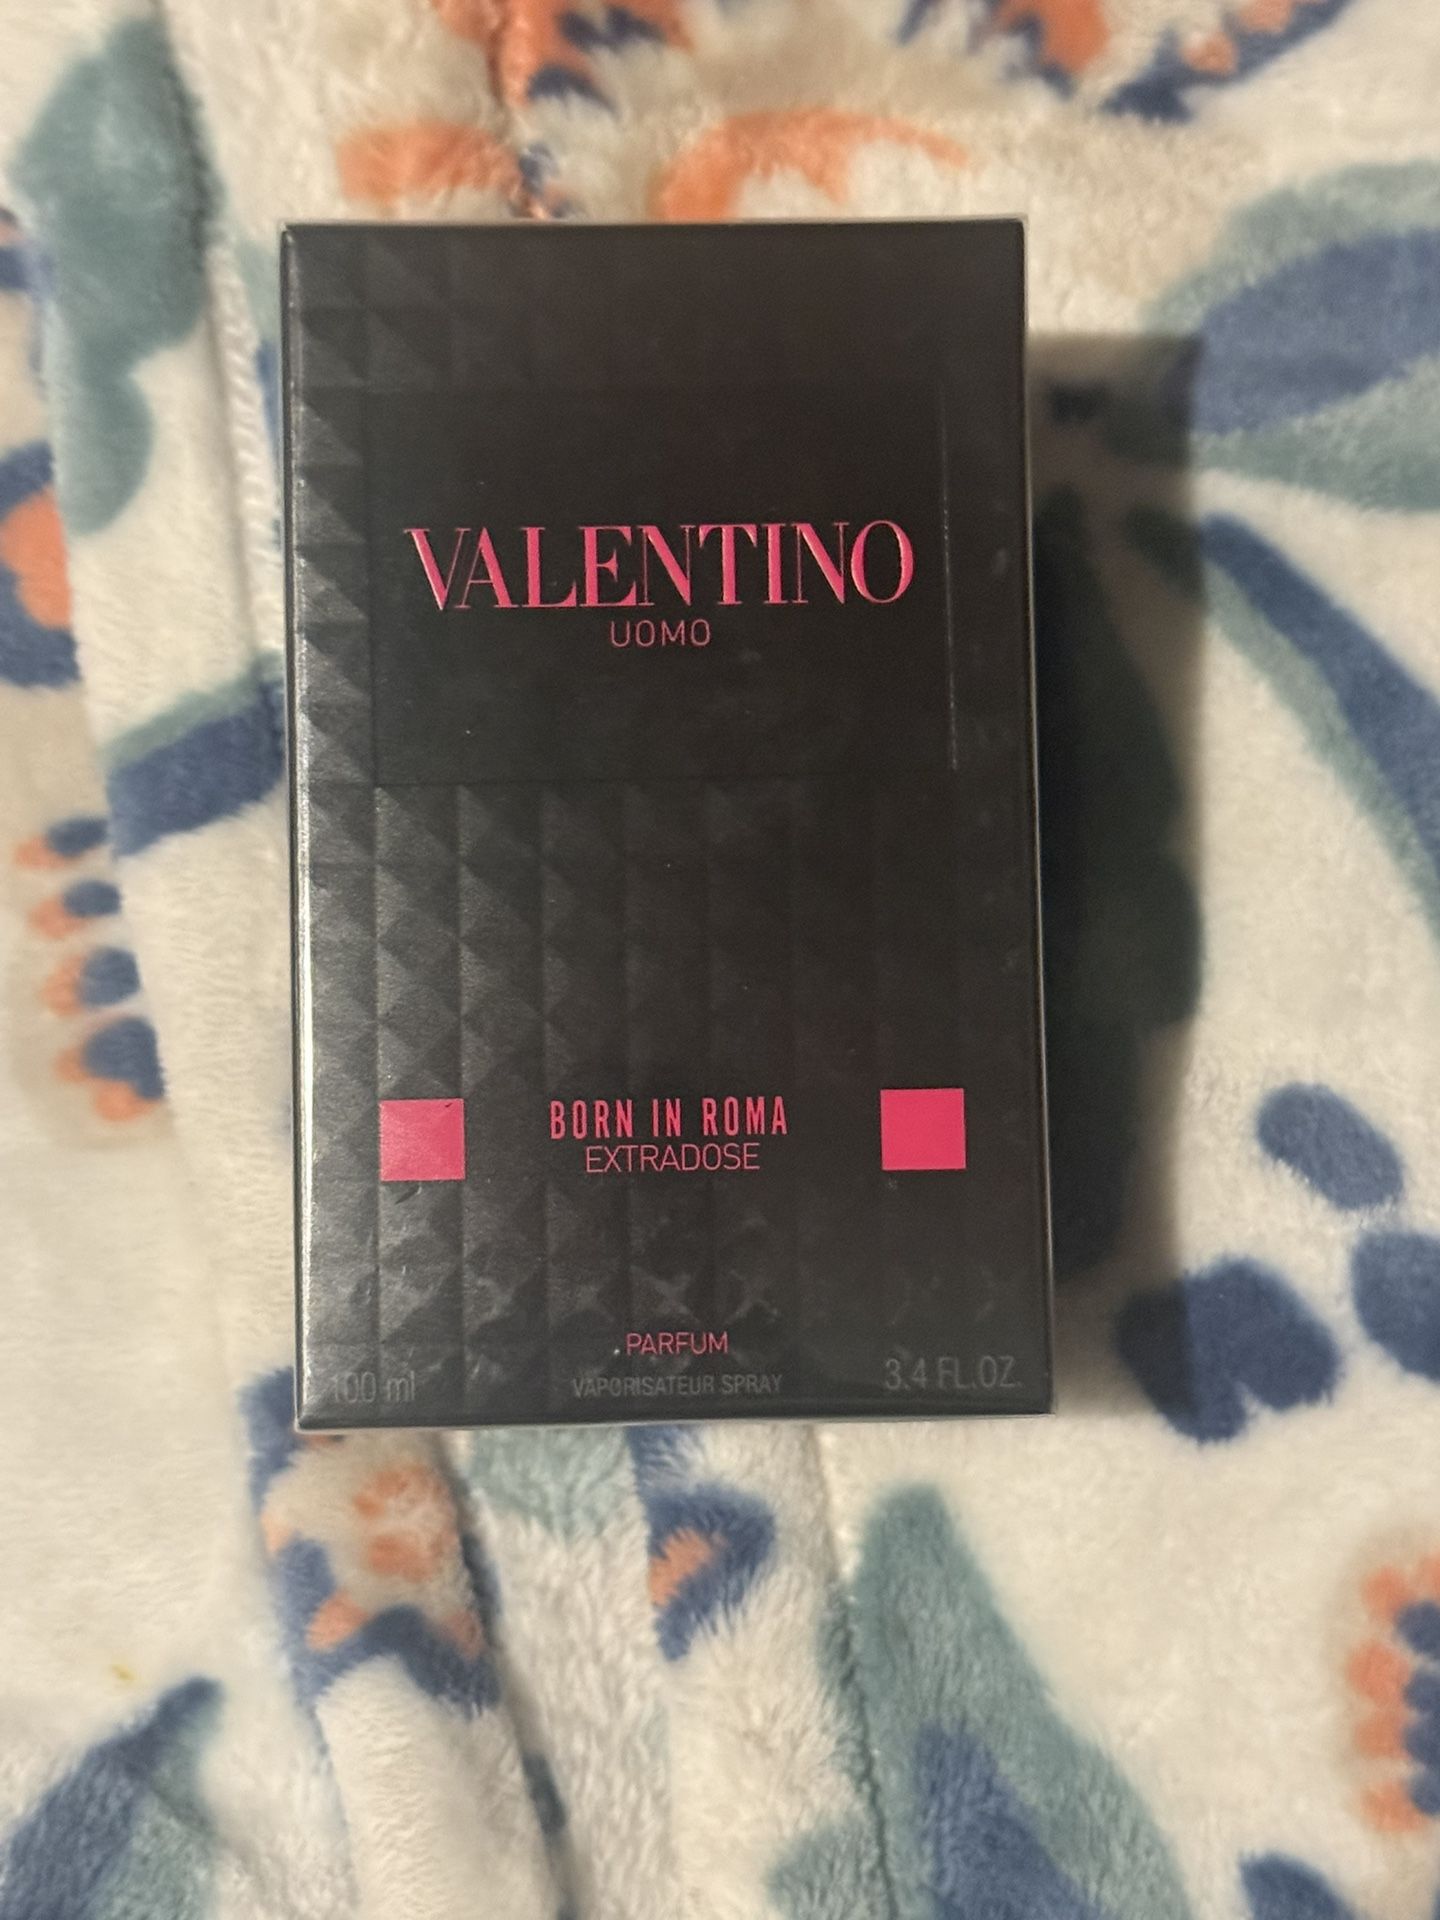 VALENTINO
UOMO
BORN IN ROMA
EXTRADOSE
PARFUM
100 ml VAPORISATEUR SPRAY 3.4 FL.OZ.